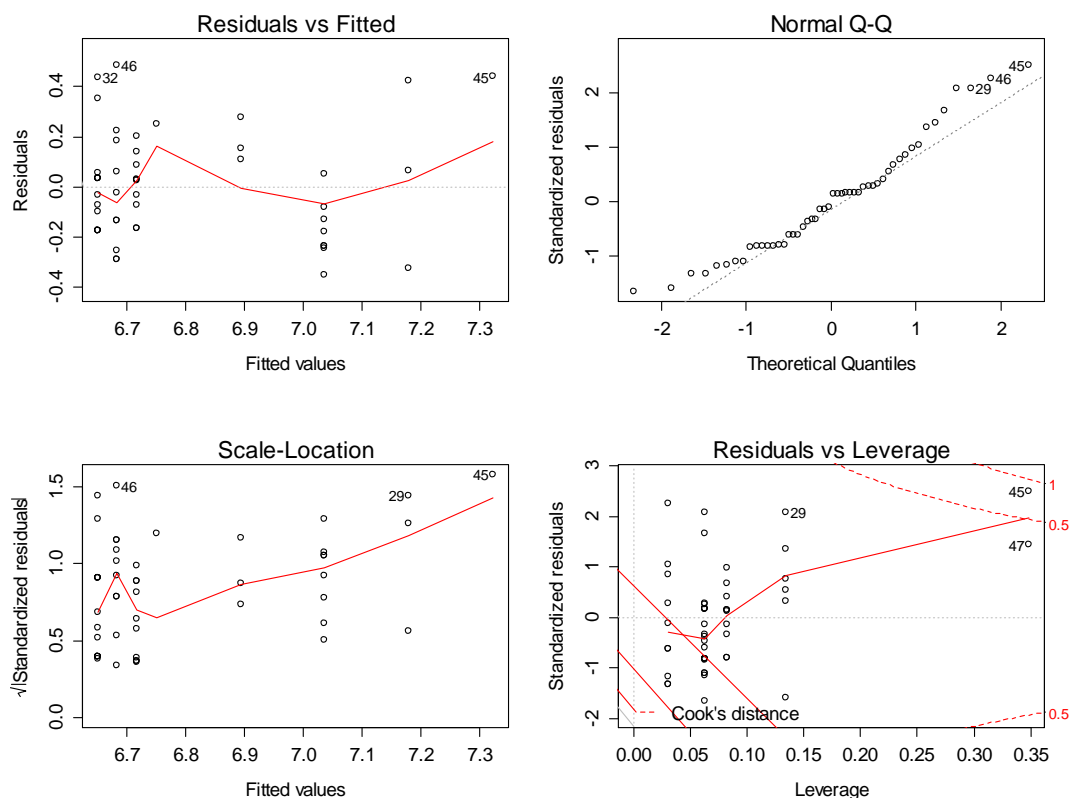 Residuals vs Fitted
Residuals
0.4
0.2
0.0
-0.2
-0.4
32
46
45
6.7 6.8 6.9 7.0 7.1 7.2 7.3
Fitted values
Normal Q-Q
Standardized residuals
2
1
0
-1
45
46
29
-2 -1 0 1 2
Theoretical Quantiles
Scale-Location
√|Standardized residuals|
1.5
1.0
0.5
0.0
46
29
45
6.7 6.8 6.9 7.0 7.1 7.2 7.3
Fitted values
Residuals vs Leverage
Standardized residuals
3
2
1
0
-1
-2
29
45
47
1
0.5
0.5
Cook's distance
0.00 0.05 0.10 0.15 0.20 0.25 0.30 0.35
Leverage